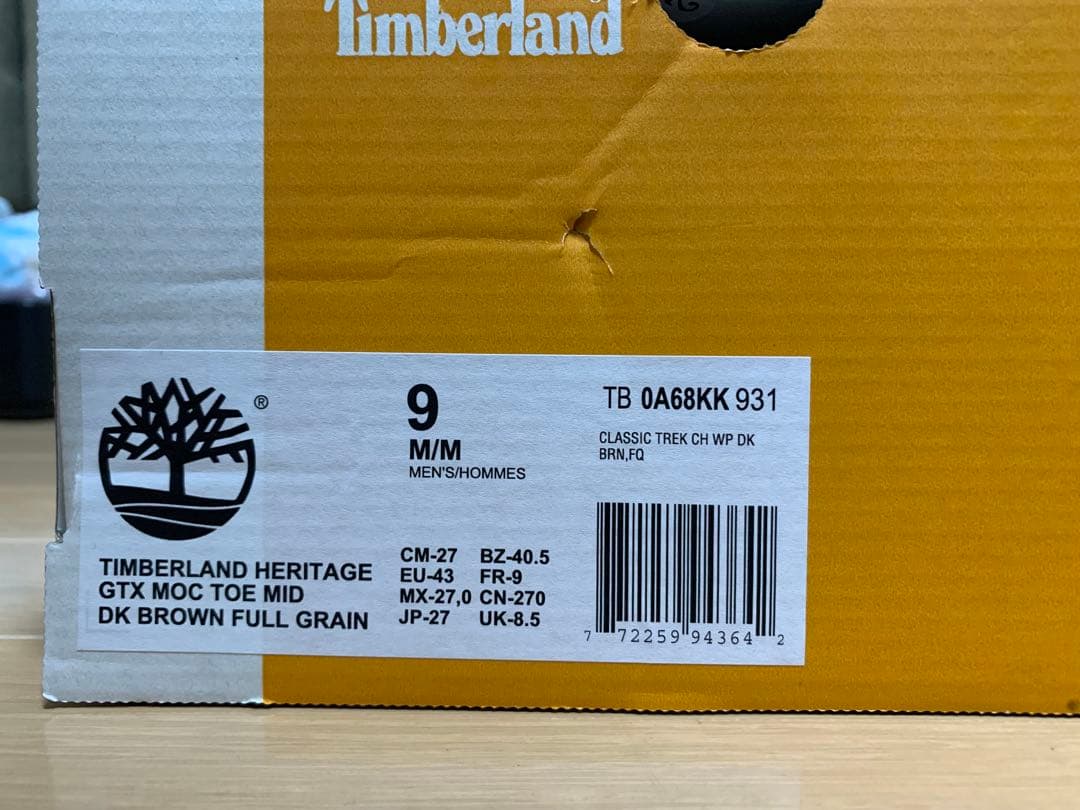 Timberland
®
9
M/M
MEN'S/HOMMES
TB 0A68KK 931
CLASSIC TREK CH WP DK
BRN,FQ
TIMBERLAND HERITAGE
GTX MOC TOE MID
DK BROWN FULL GRAIN
CM-27 BZ-40.5
EU-43 FR-9
MX-27,0 CN-270
JP-27 UK-8.5
7 72259 94364 2